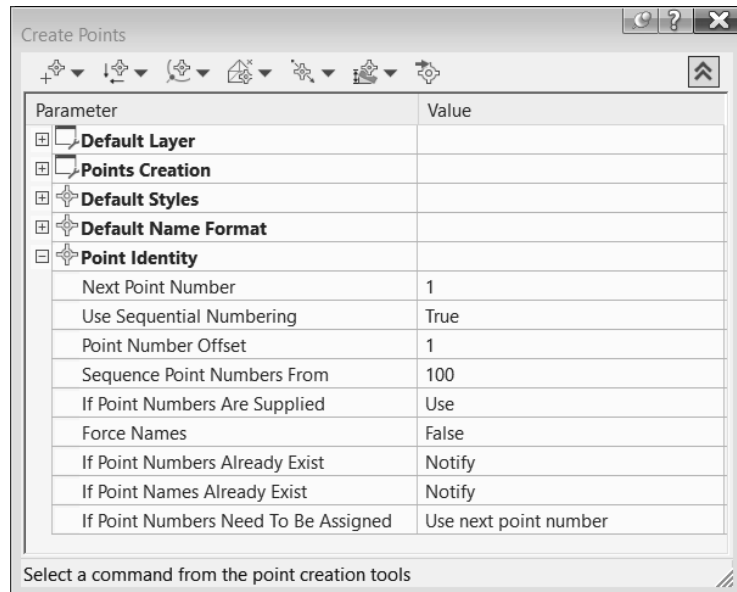 Create Points
Parameter Value
Default Layer
Points Creation
Default Styles
Default Name Format
Point Identity
Next Point Number 1
Use Sequential Numbering True
Point Number Offset 1
Sequence Point Numbers From 100
If Point Numbers Are Supplied Use
Force Names False
If Point Numbers Already Exist Notify
If Point Names Already Exist Notify
If Point Numbers Need To Be Assigned Use next point number
Select a command from the point creation tools